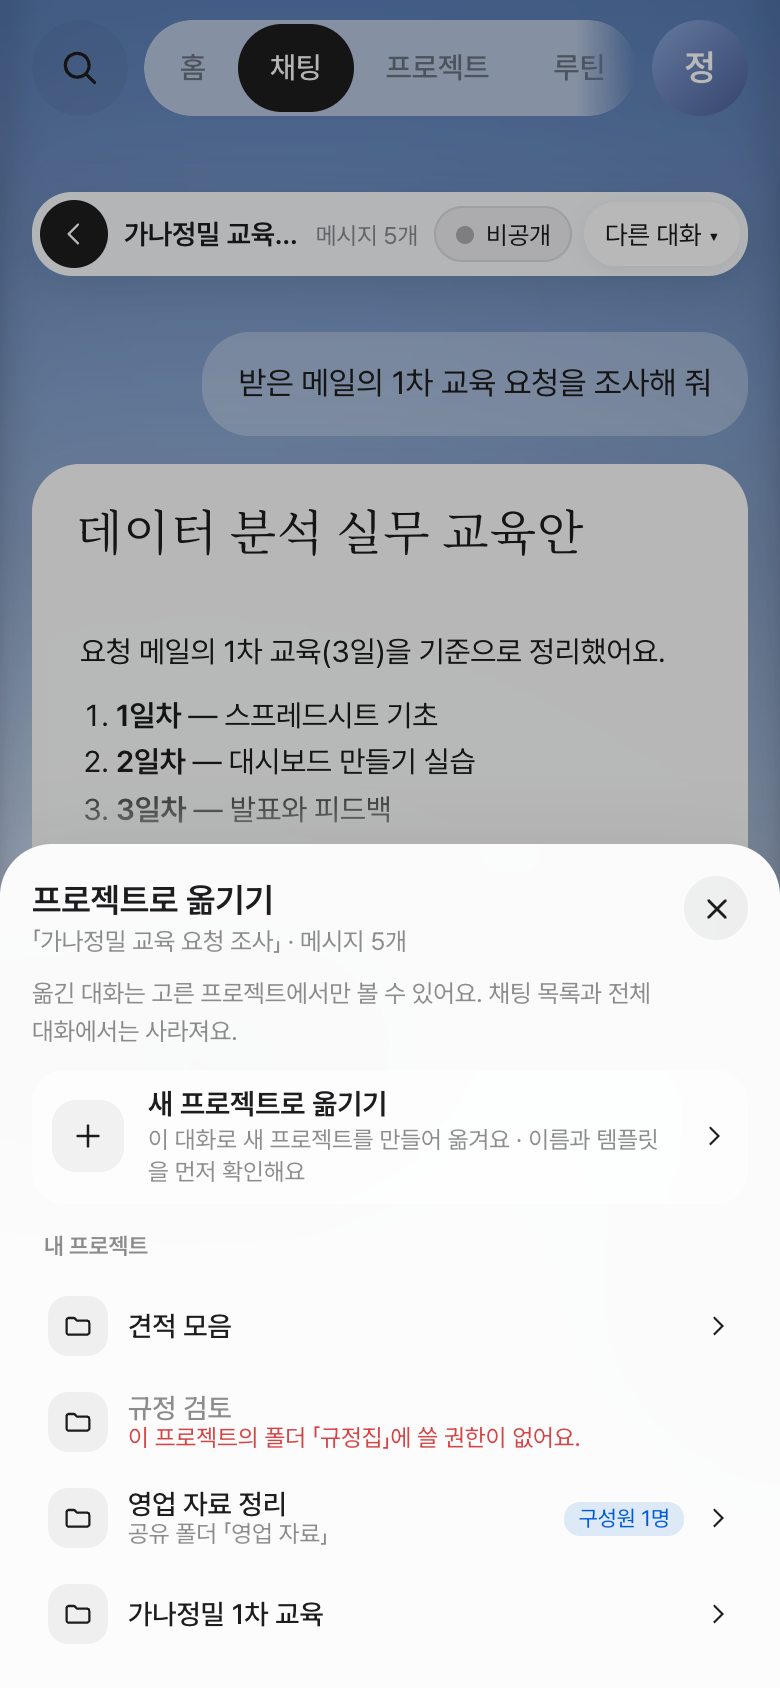 홈 채팅 프로젝트 루틴 정
가나정밀 교육... 메시지 5개 비공개 다른 대화 ▾
받은 메일의 1차 교육 요청을 조사해 줘
데이터 분석 실무 교육안
요청 메일의 1차 교육(3일)을 기준으로 정리했어요.
1. 1일차 — 스프레드시트 기초
2. 2일차 — 대시보드 만들기 실습
3. 3일차 — 발표와 피드백
프로젝트로 옮기기
「가나정밀 교육 요청 조사」 · 메시지 5개
옮긴 대화는 고른 프로젝트에서만 볼 수 있어요. 채팅 목록과 전체
대화에서는 사라져요.
새 프로젝트로 옮기기
이 대화로 새 프로젝트를 만들어 옮겨요 · 이름과 템플릿
을 먼저 확인해요
내 프로젝트
견적 모음
규정 검토
이 프로젝트의 폴더 「규정집」에 쓸 권한이 없어요.
영업 자료 정리
공유 폴더 「영업 자료」
구성원 1명
가나정밀 1차 교육